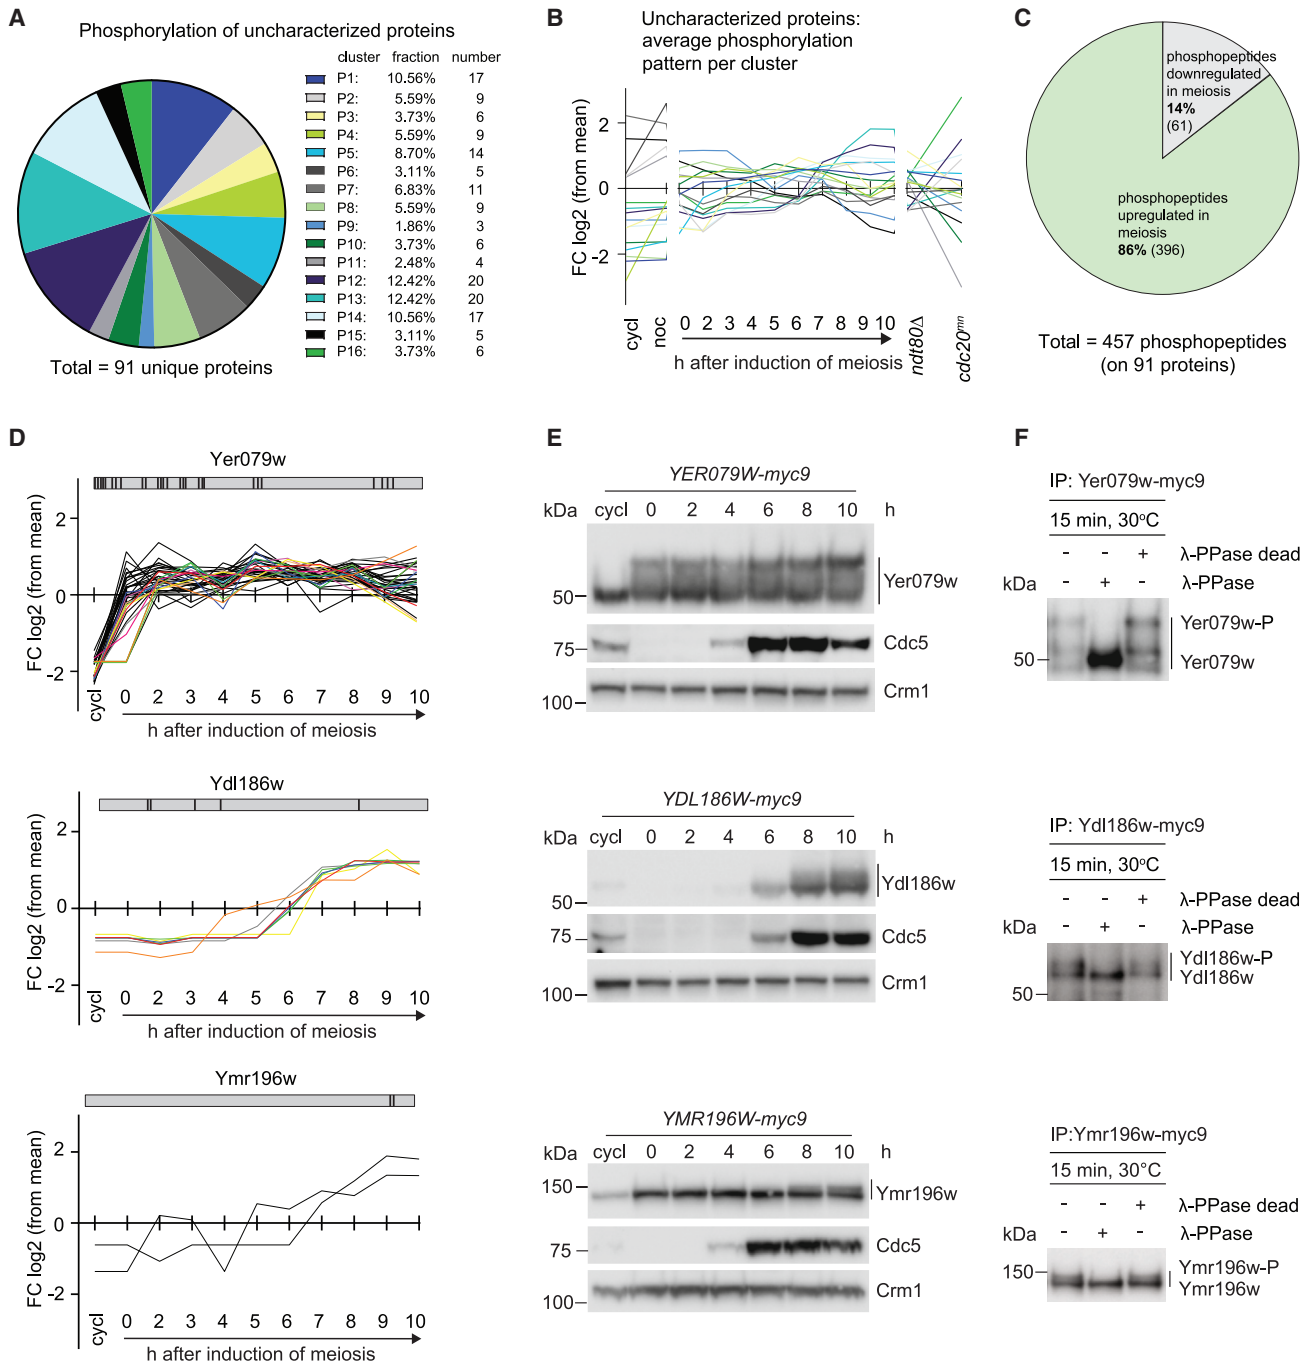 A
Phosphorylation of uncharacterized proteins
cluster fraction number
P1: 10.56% 17
P2: 5.59% 9
P3: 3.73% 6
P4: 5.59% 9
P5: 8.70% 14
P6: 3.11% 5
P7: 6.83% 11
P8: 5.59% 9
P9: 1.86% 3
P10: 3.73% 6
P11: 2.48% 4
P12: 12.42% 20
P13: 12.42% 20
P14: 10.56% 17
P15: 3.11% 5
P16: 3.73% 6
Total = 91 unique proteins
B
Uncharacterized proteins:
average phosphorylation
pattern per cluster
FC log2 (from mean)
2
0
-2
cycl
noc
0 2 3 4 5 6 7 8 9 10
h after induction of meiosis
ndt80Δ
cdc20mn
C
phosphopeptides
downregulated
in meiosis
14%
(61)
phosphopeptides
upregulated in
meiosis
86% (396)
Total = 457 phosphopeptides
(on 91 proteins)
D
Yer079w
FC log2 (from mean)
2
0
-2
cycl
0 2 3 4 5 6 7 8 9 10
h after induction of meiosis
Ydl186w
FC log2 (from mean)
2
0
-2
cycl
0 2 3 4 5 6 7 8 9 10
h after induction of meiosis
Ymr196w
FC log2 (from mean)
2
0
-2
cycl
0 2 3 4 5 6 7 8 9 10
h after induction of meiosis
E
YER079W-myc9
kDa cycl 0 2 4 6 8 10 h
50
Yer079w
75
Cdc5
100
Crm1
YDL186W-myc9
kDa cycl 0 2 4 6 8 10 h
50
Ydl186w
75
Cdc5
100
Crm1
YMR196W-myc9
kDa cycl 0 2 4 6 8 10 h
150
Ymr196w
75
Cdc5
100
Crm1
F
IP: Yer079w-myc9
15 min, 30oC
- - + λ-PPase dead
kDa - + - λ-PPase
Yer079w-P
50
Yer079w
IP: Ydl186w-myc9
15 min, 30oC
- - + λ-PPase dead
kDa - + - λ-PPase
Ydl186w-P
Ydl186w
50
IP:Ymr196w-myc9
15 min, 30°C
- - + λ-PPase dead
kDa - + - λ-PPase
150
Ymr196w-P
Ymr196w